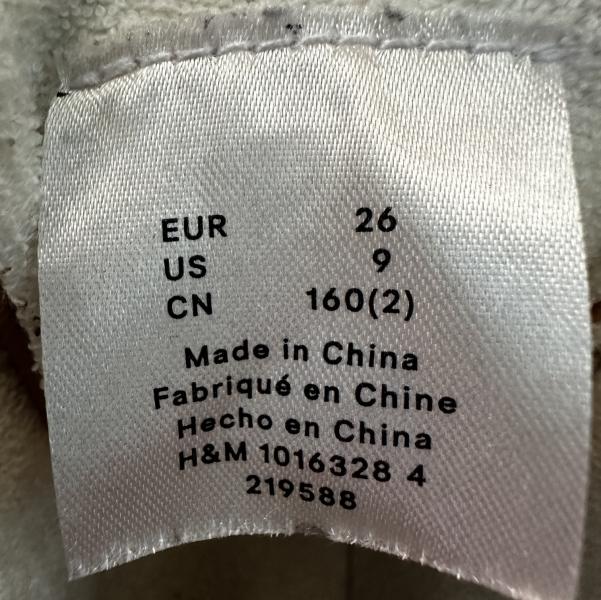 EUR 26
US 9
CN 160(2)
Made in China
Fabriqué en Chine
Hecho en China
H&M 1016328 4
219588